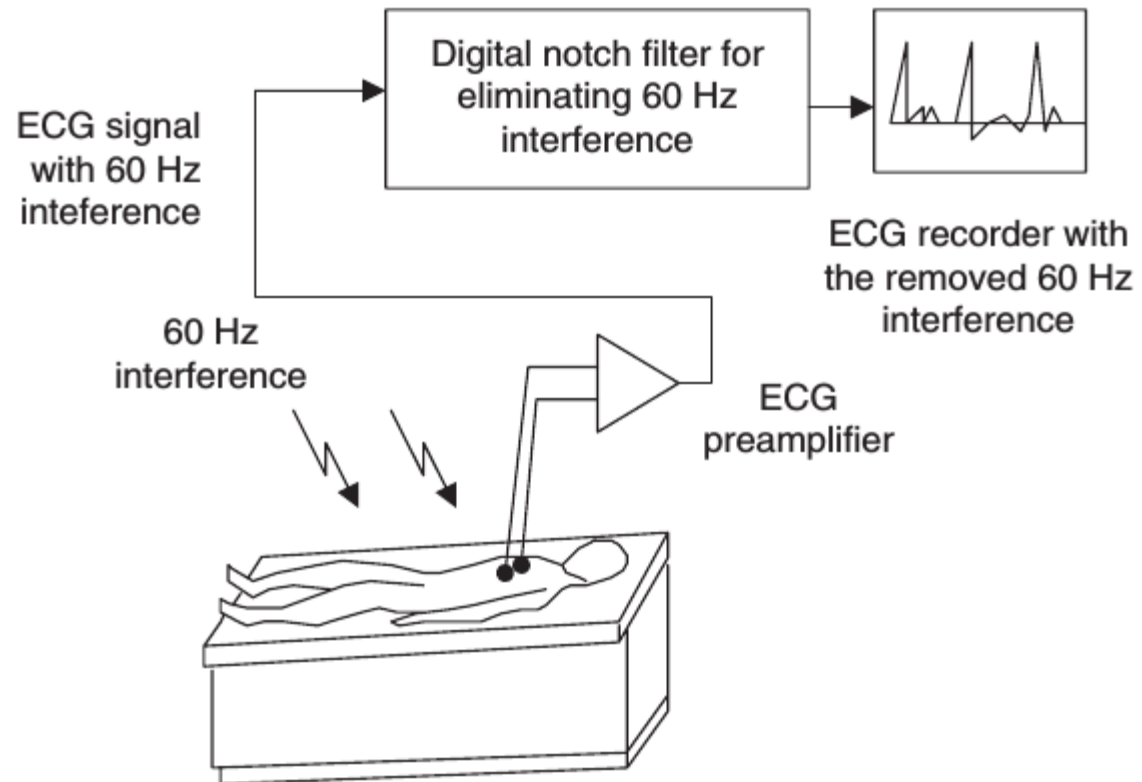 Digital notch filter for
eliminating 60 Hz
interference
ECG signal
with 60 Hz
inteference
ECG recorder with
the removed 60 Hz
interference
60 Hz
interference
ECG
preamplifier